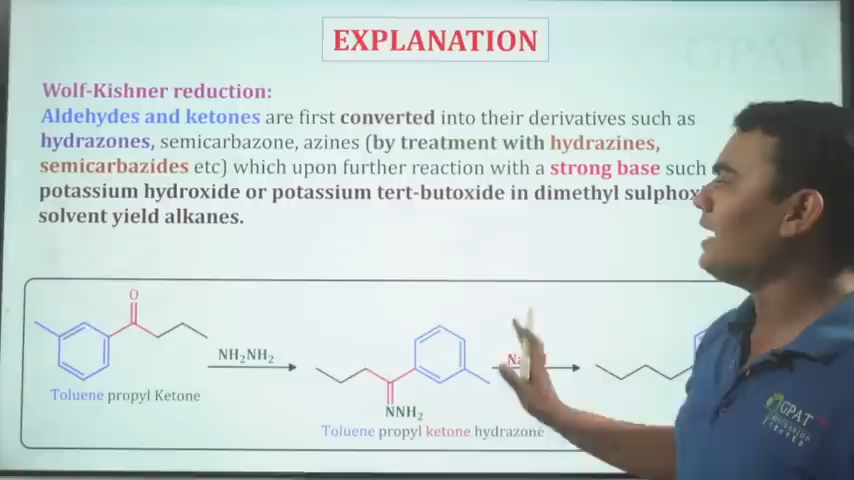 EXPLANATION
Wolf-Kishner reduction:
Aldehydes and ketones are first converted into their derivatives such as
hydrazones, semicarbazone, azines (by treatment with hydrazines,
semicarbazides etc) which upon further reaction with a strong base such
potassium hydroxide or potassium tert-butoxide in dimethyl sulphox
solvent yield alkanes.
O
NH₂NH₂
Toluene propyl Ketone
NNH₂
Toluene propyl ketone hydrazone
GPAT
DISCUSSION
CENTER